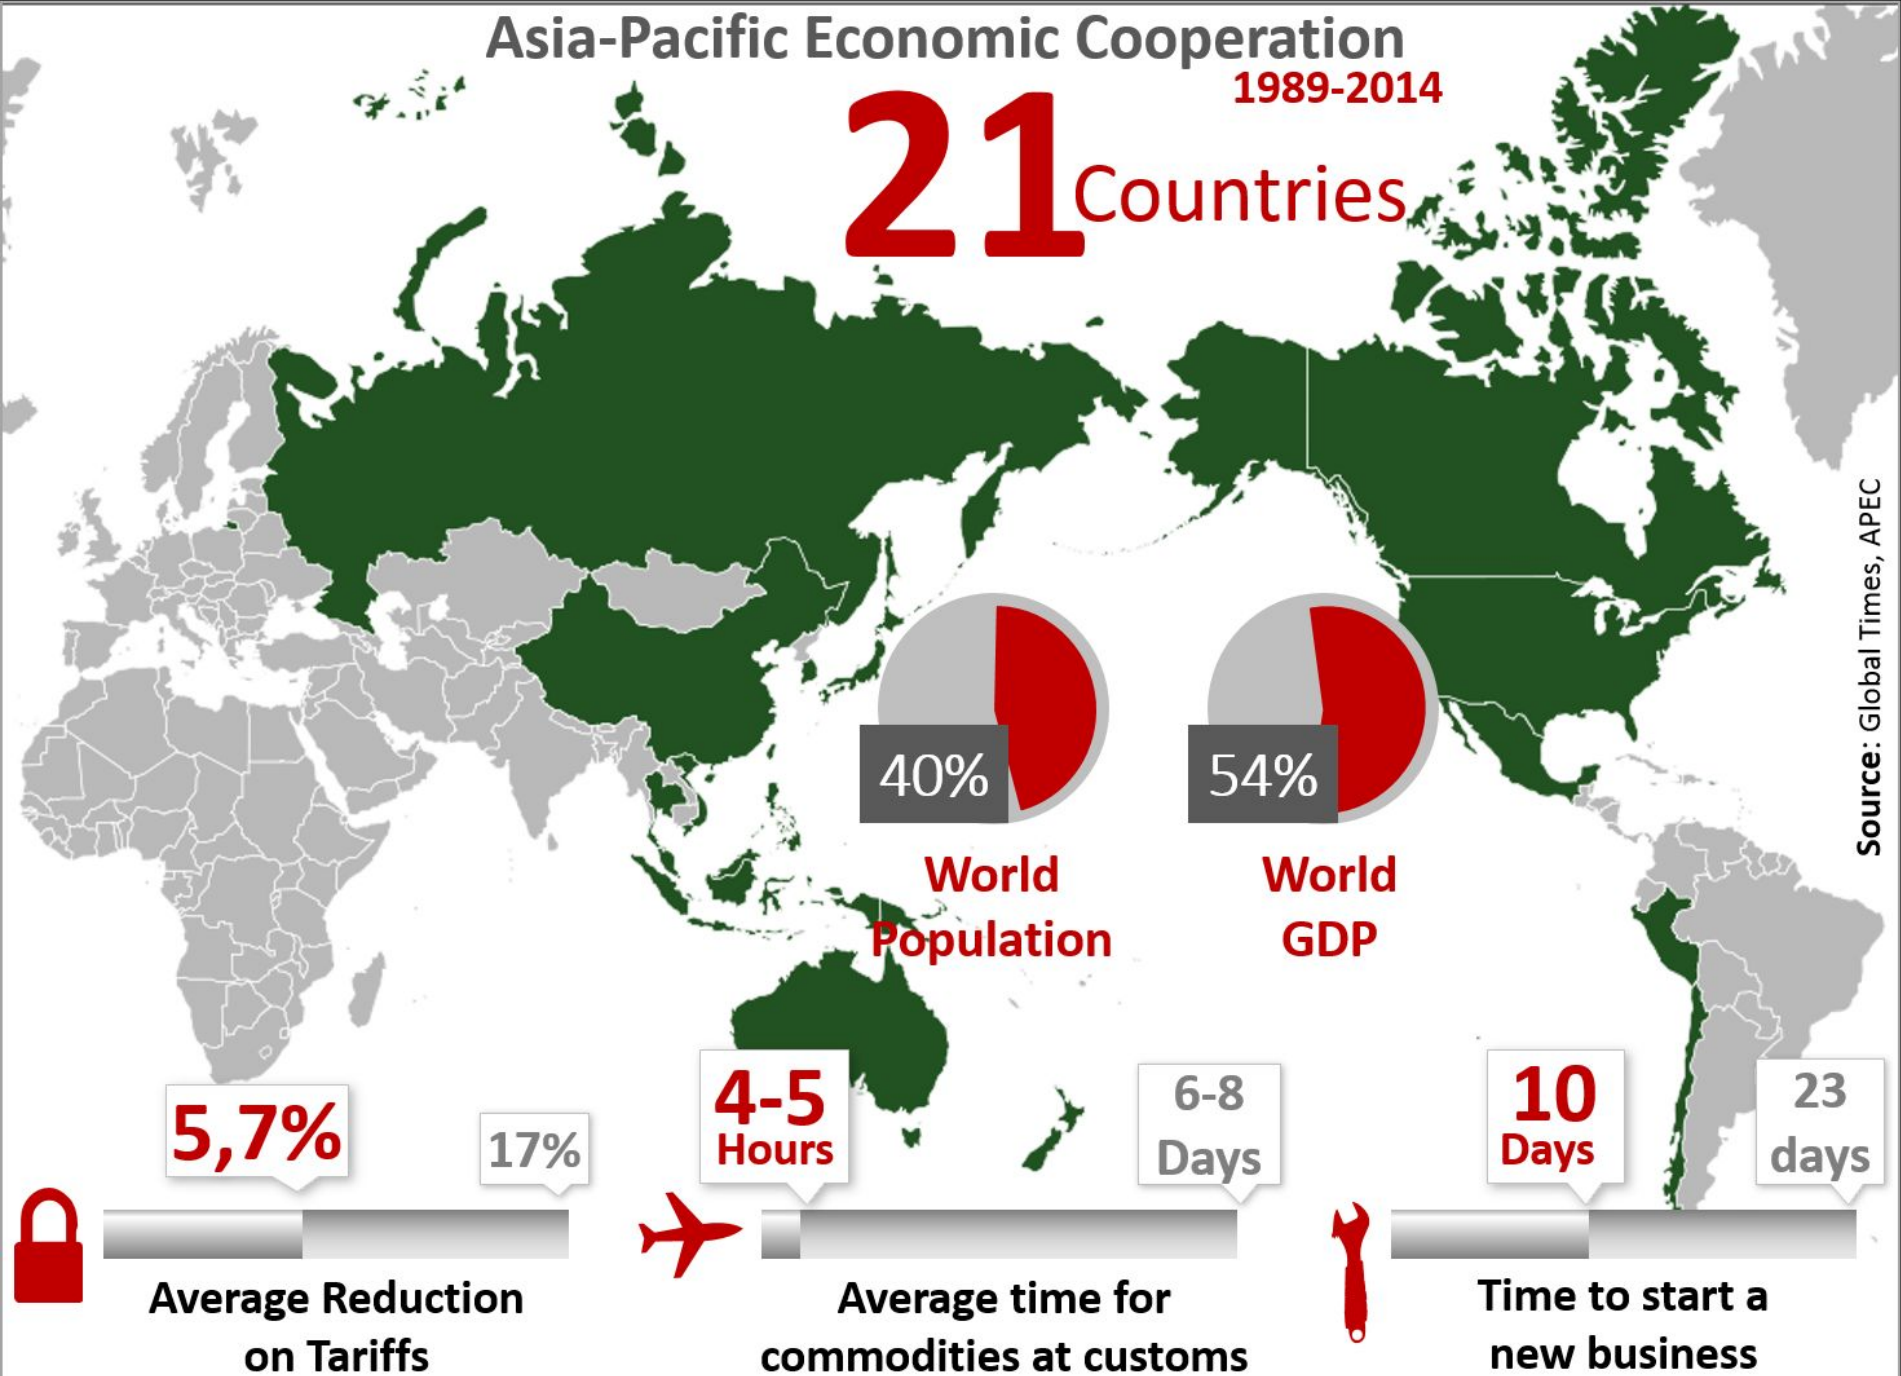 Asia-Pacific Economic Cooperation
1989-2014
21 Countries
40%
World
Population
54%
World
GDP
Source: Global Times, APEC
5,7%
17%
Average Reduction
on Tariffs
4-5
Hours
6-8
Days
Average time for
commodities at customs
10
Days
23
days
Time to start a
new business